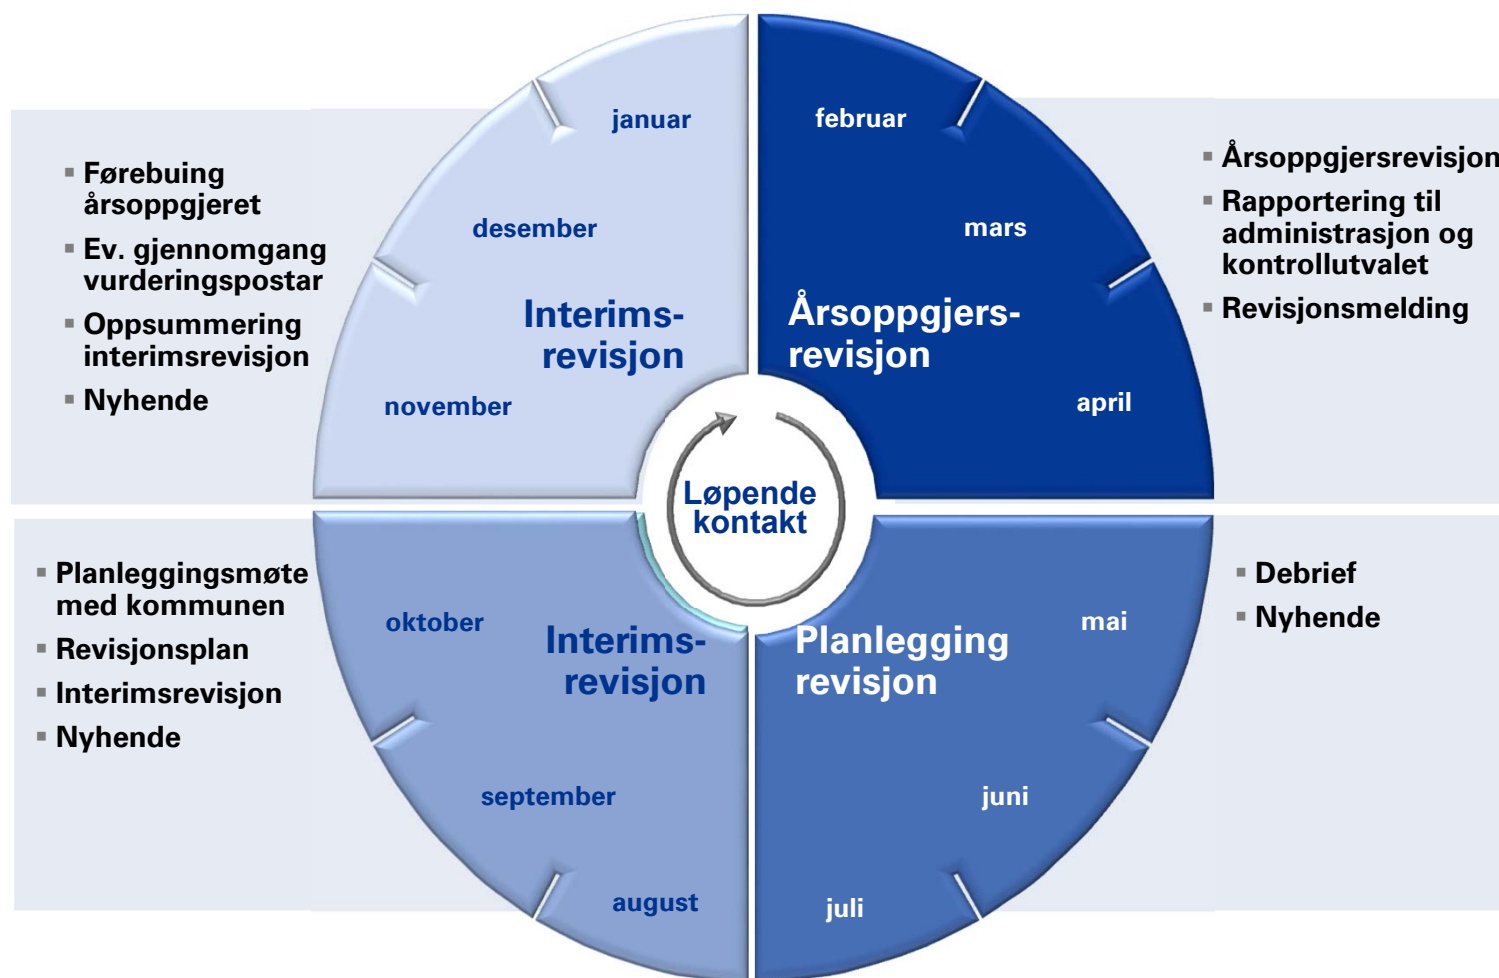 januar
desember
november
Interims-
revisjon
februar
mars
april
Årsoppgjers-
revisjon
▪ Førebuing
årsoppgjeret
▪ Ev. gjennomgang
vurderingspostar
▪ Oppsummering
interimsrevisjon
▪ Nyhende
▪ Årsoppgjersrevisjon
▪ Rapportering til
administrasjon og
kontrollutvalet
▪ Revisjonsmelding
Løpende
kontakt
▪ Planleggingsmøte
med kommunen
▪ Revisjonsplan
▪ Interimsrevisjon
▪ Nyhende
oktober
september
august
Interims-
revisjon
Planlegging
revisjon
mai
juni
juli
▪ Debrief
▪ Nyhende